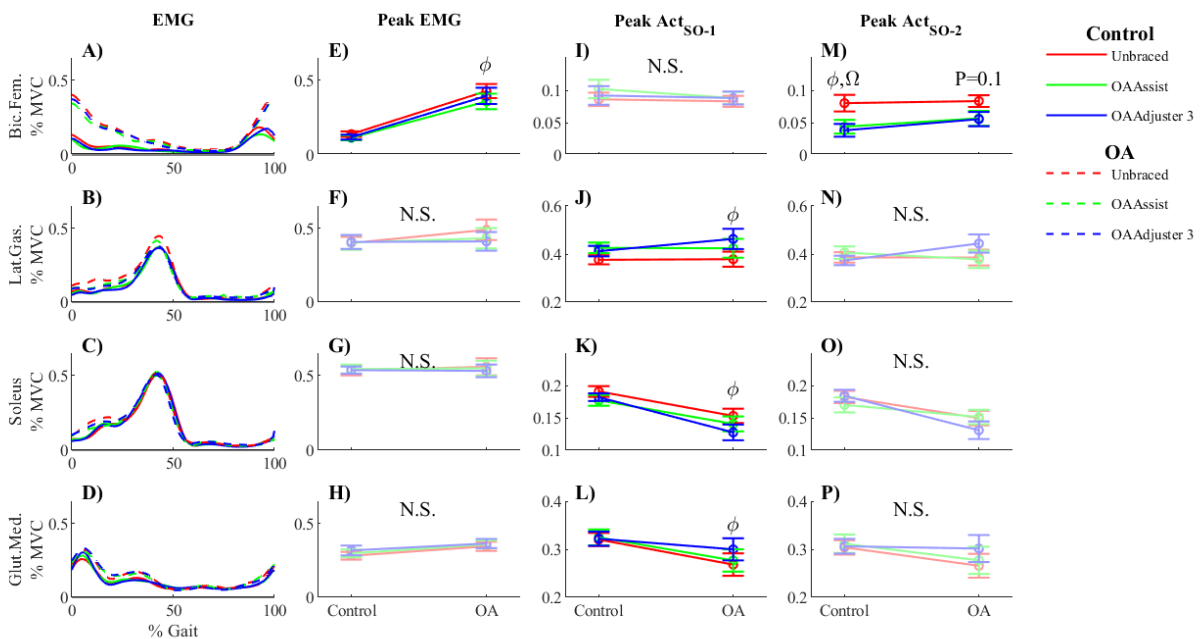 EMG
Peak EMG
Peak Act_SO-1
Peak Act_SO-2
Control
Unbraced
OAAssist
OAAdjuster 3
OA
Unbraced
OAAssist
OAAdjuster 3
A)
Bic.Fem.
% MVC
0.5
0
0 50 100
E)
ϕ
0.5
0
I)
N.S.
0.1
0.05
0
M)
ϕ,Ω
P=0.1
0.1
0.05
0
B)
Lat.Gas.
% MVC
0.5
0
0 50 100
F)
N.S.
0.5
0
J)
ϕ
0.6
0.4
0.2
N)
N.S.
0.6
0.4
0.2
C)
Soleus
% MVC
0.5
0
0 50 100
G)
N.S.
0.5
0
K)
ϕ
0.2
0.15
0.1
O)
N.S.
0.2
0.15
0.1
D)
Glut.Med.
% MVC
0.5
0
0 50 100
% Gait
H)
N.S.
0.5
0
Control OA
L)
ϕ
0.4
0.3
0.2
Control OA
P)
N.S.
0.4
0.3
0.2
Control OA